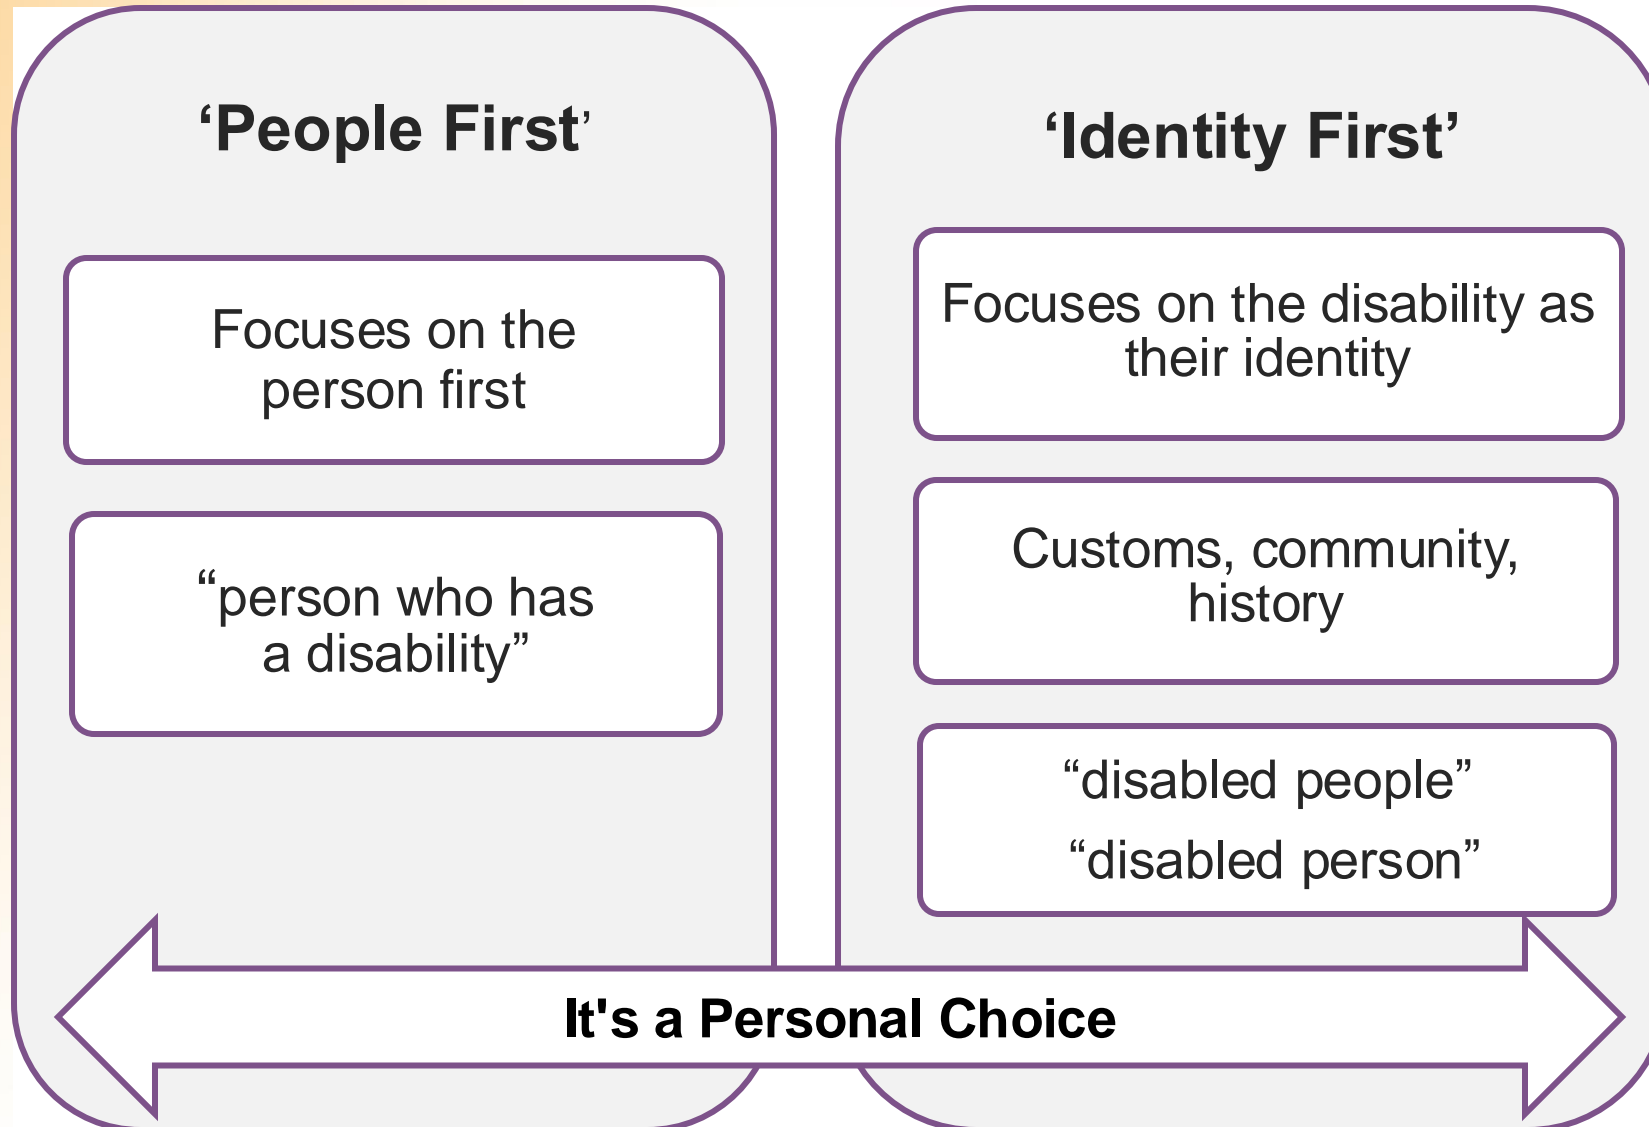 ‘People First’
Focuses on the
person first
“person who has
a disability”
‘Identity First’
Focuses on the disability as
their identity
Customs, community,
history
“disabled people”
“disabled person”
It's a Personal Choice